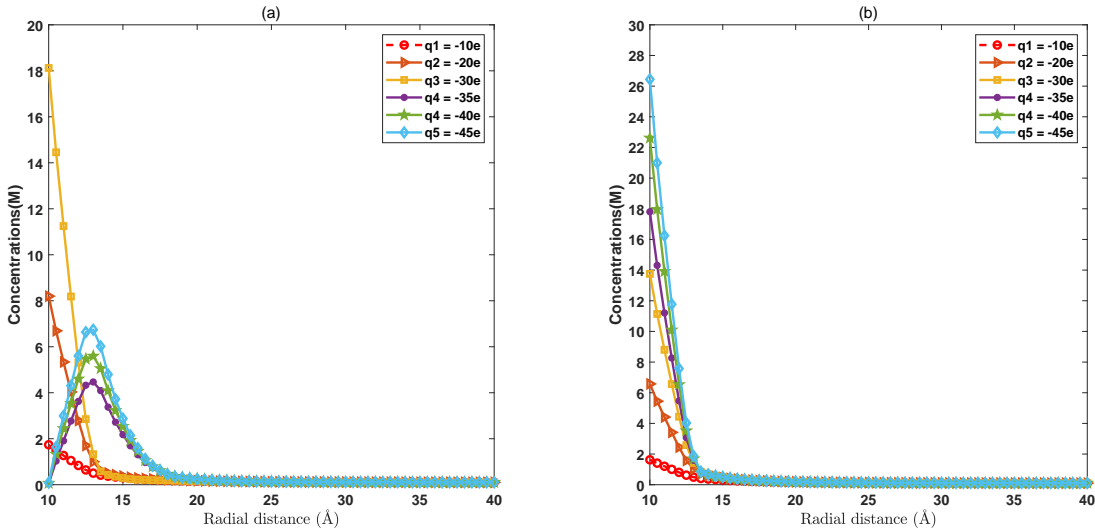 (a)
20
18
16
14
12
10
8
6
4
2
0
Concentrations(M)
10
15
20
25
30
35
40
Radial distance (Å)
q1 = -10e
q2 = -20e
q3 = -30e
q4 = -35e
q4 = -40e
q5 = -45e
(b)
30
28
26
24
22
20
18
16
14
12
10
8
6
4
2
0
Concentrations(M)
10
15
20
25
30
35
40
Radial distance (Å)
q1 = -10e
q2 = -20e
q3 = -30e
q4 = -35e
q4 = -40e
q5 = -45e